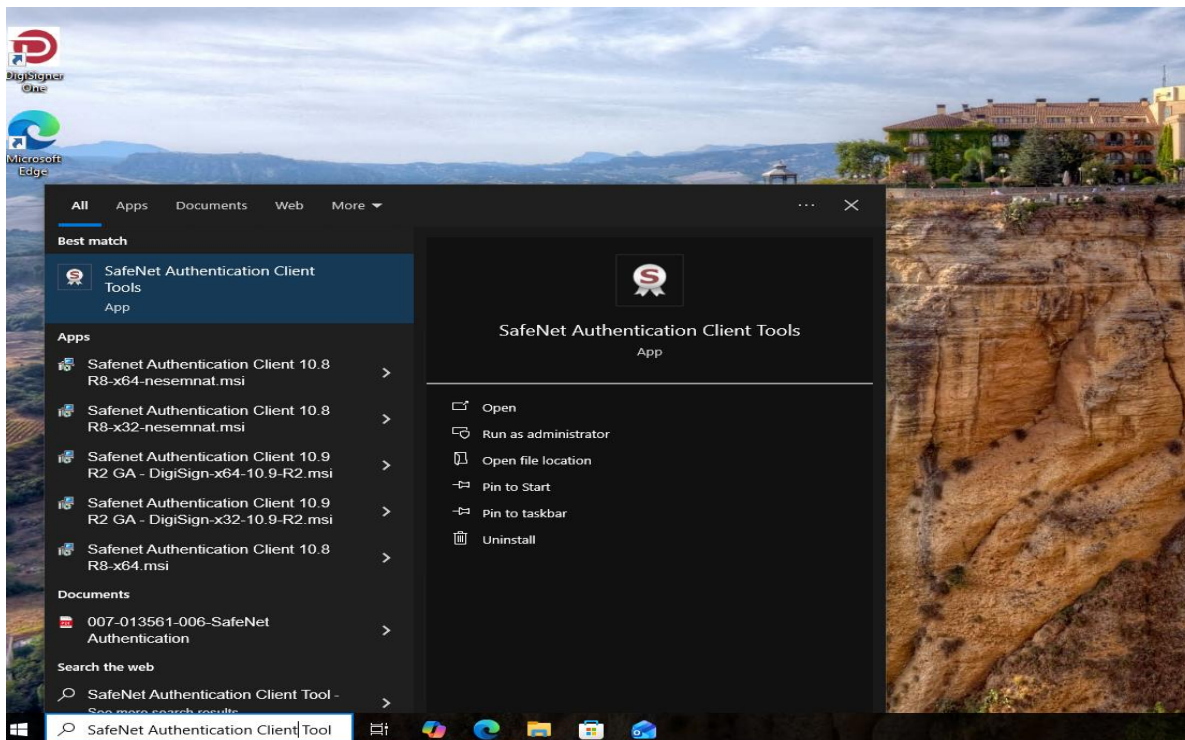 DigiSigner
One
Microsoft
Edge
All Apps Documents Web More ...
Best match
SafeNet Authentication Client
Tools
App
Apps
Safenet Authentication Client 10.8
R8-x64-nesemnat.msi
Safenet Authentication Client 10.8
R8-x32-nesemnat.msi
Safenet Authentication Client 10.9
R2 GA - DigiSign-x64-10.9-R2.msi
Safenet Authentication Client 10.9
R2 GA - DigiSign-x32-10.9-R2.msi
Safenet Authentication Client 10.8
R8-x64.msi
Documents
007-013561-006-SafeNet
Authentication
Search the web
SafeNet Authentication Client Tool -
See more search results
SafeNet Authentication Client Tools
App
Open
Run as administrator
Open file location
Pin to Start
Pin to taskbar
Uninstall
SafeNet Authentication Client Tool